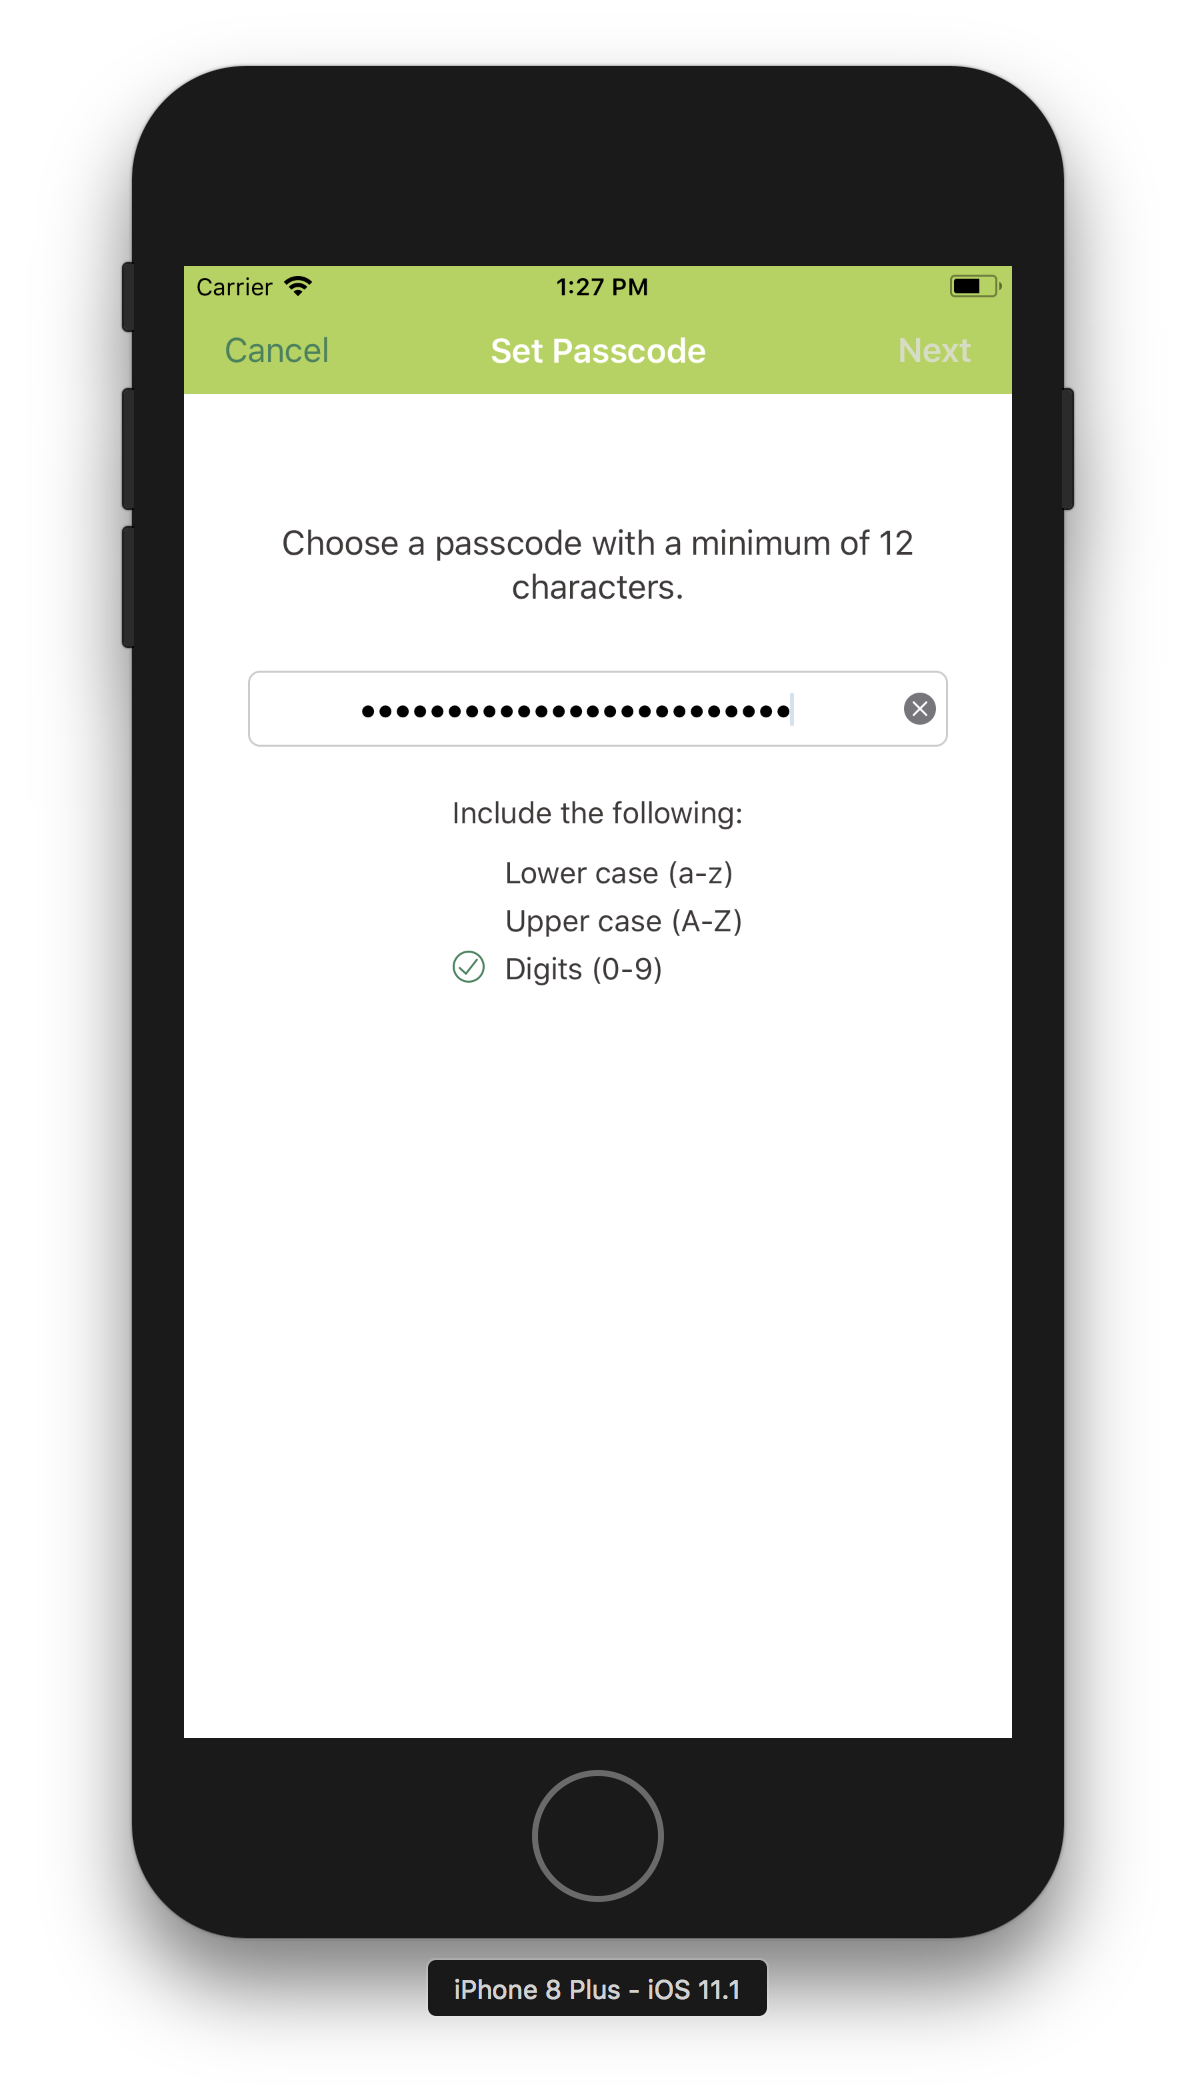 Carrier 1:27 PM
Cancel Set Passcode Next
Choose a passcode with a minimum of 12
characters.
•••••••••••••••••••••••••
Include the following:
Lower case (a-z)
Upper case (A-Z)
Digits (0-9)
iPhone 8 Plus - iOS 11.1